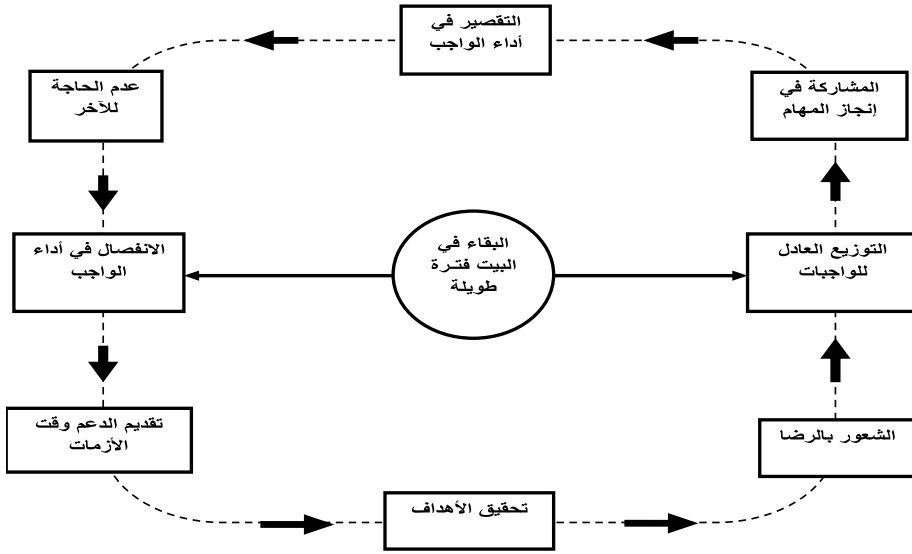 التقصير في
أداء الواجب
المشاركة في
إنجاز المهام
عدم الحاجة
للآخر
البقاء في
البيت فترة
طويلة
التوزيع العادل
للواجبات
الانفصال في أداء
الواجب
الشعور بالرضا
تقديم الدعم وقت
الأزمات
تحقيق الأهداف